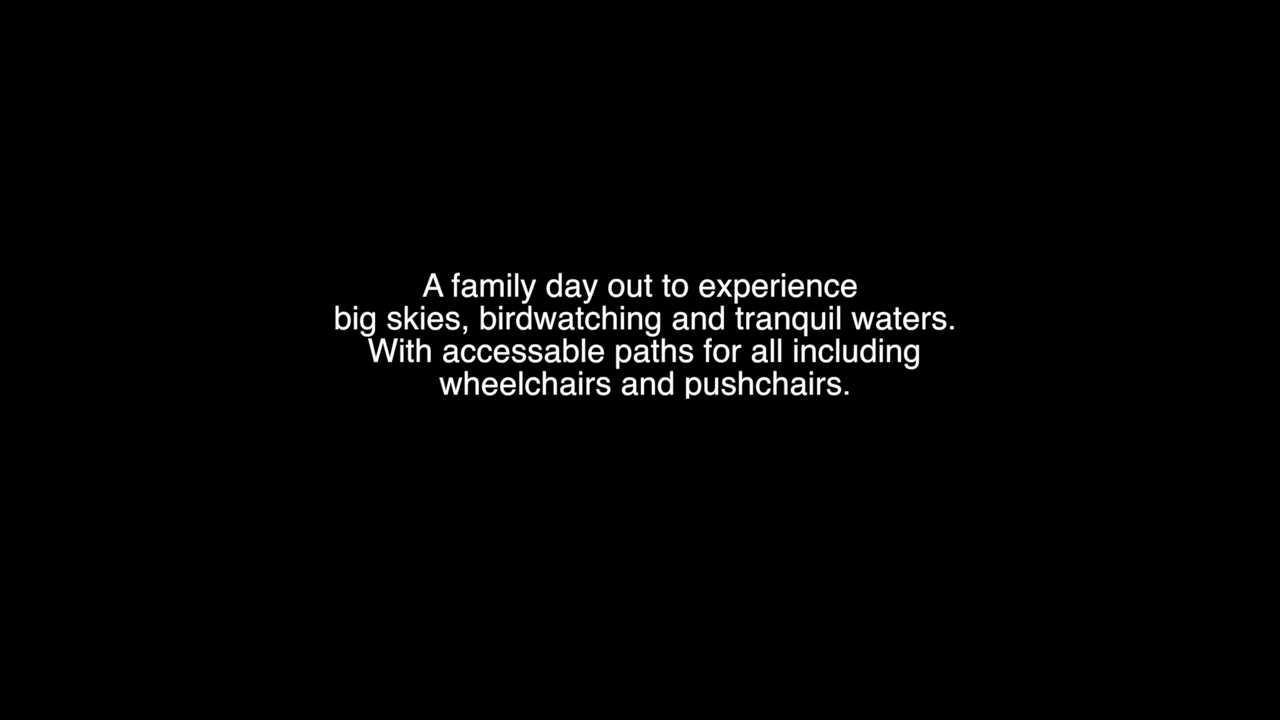 A family day out to experience
big skies, birdwatching and tranquil waters.
With accessable paths for all including
wheelchairs and pushchairs.